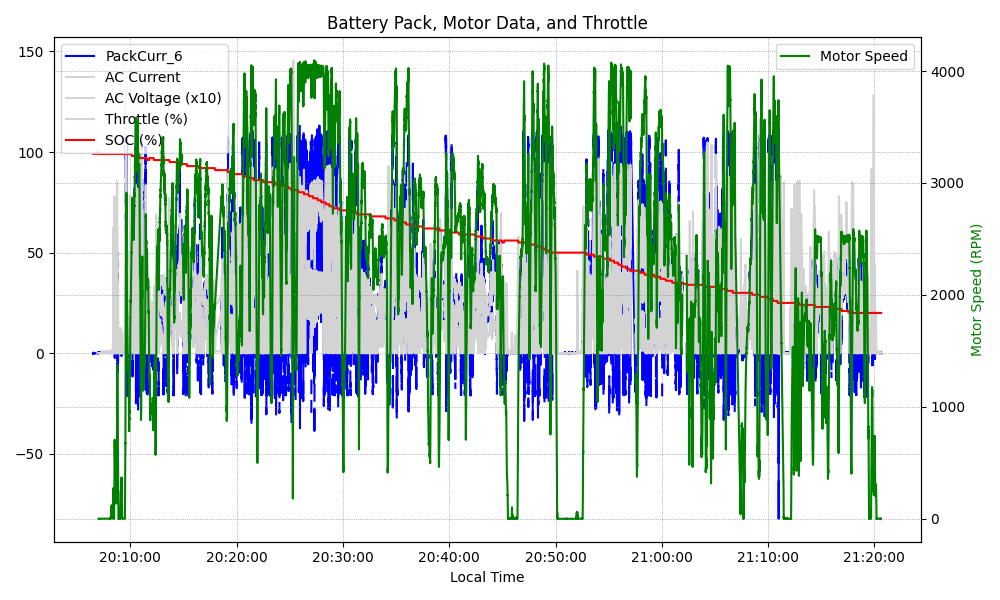 Battery Pack, Motor Data, and Throttle
PackCurr_6
AC Current
AC Voltage (x10)
Throttle (%)
SOC (%)
Motor Speed
150
100
50
0
−50
4000
3000
2000
1000
0
Motor Speed (RPM)
20:10:00
20:20:00
20:30:00
20:40:00
20:50:00
21:00:00
21:10:00
21:20:00
Local Time